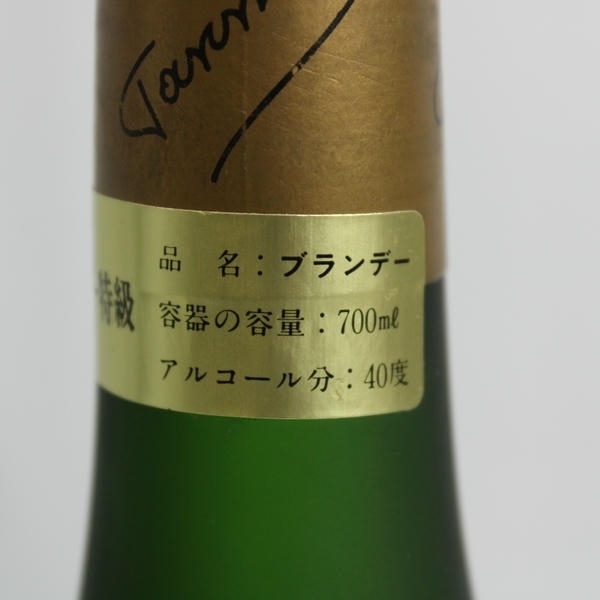 特級
品 名：ブランデー
容器の容量：700mℓ
アルコール分：40度